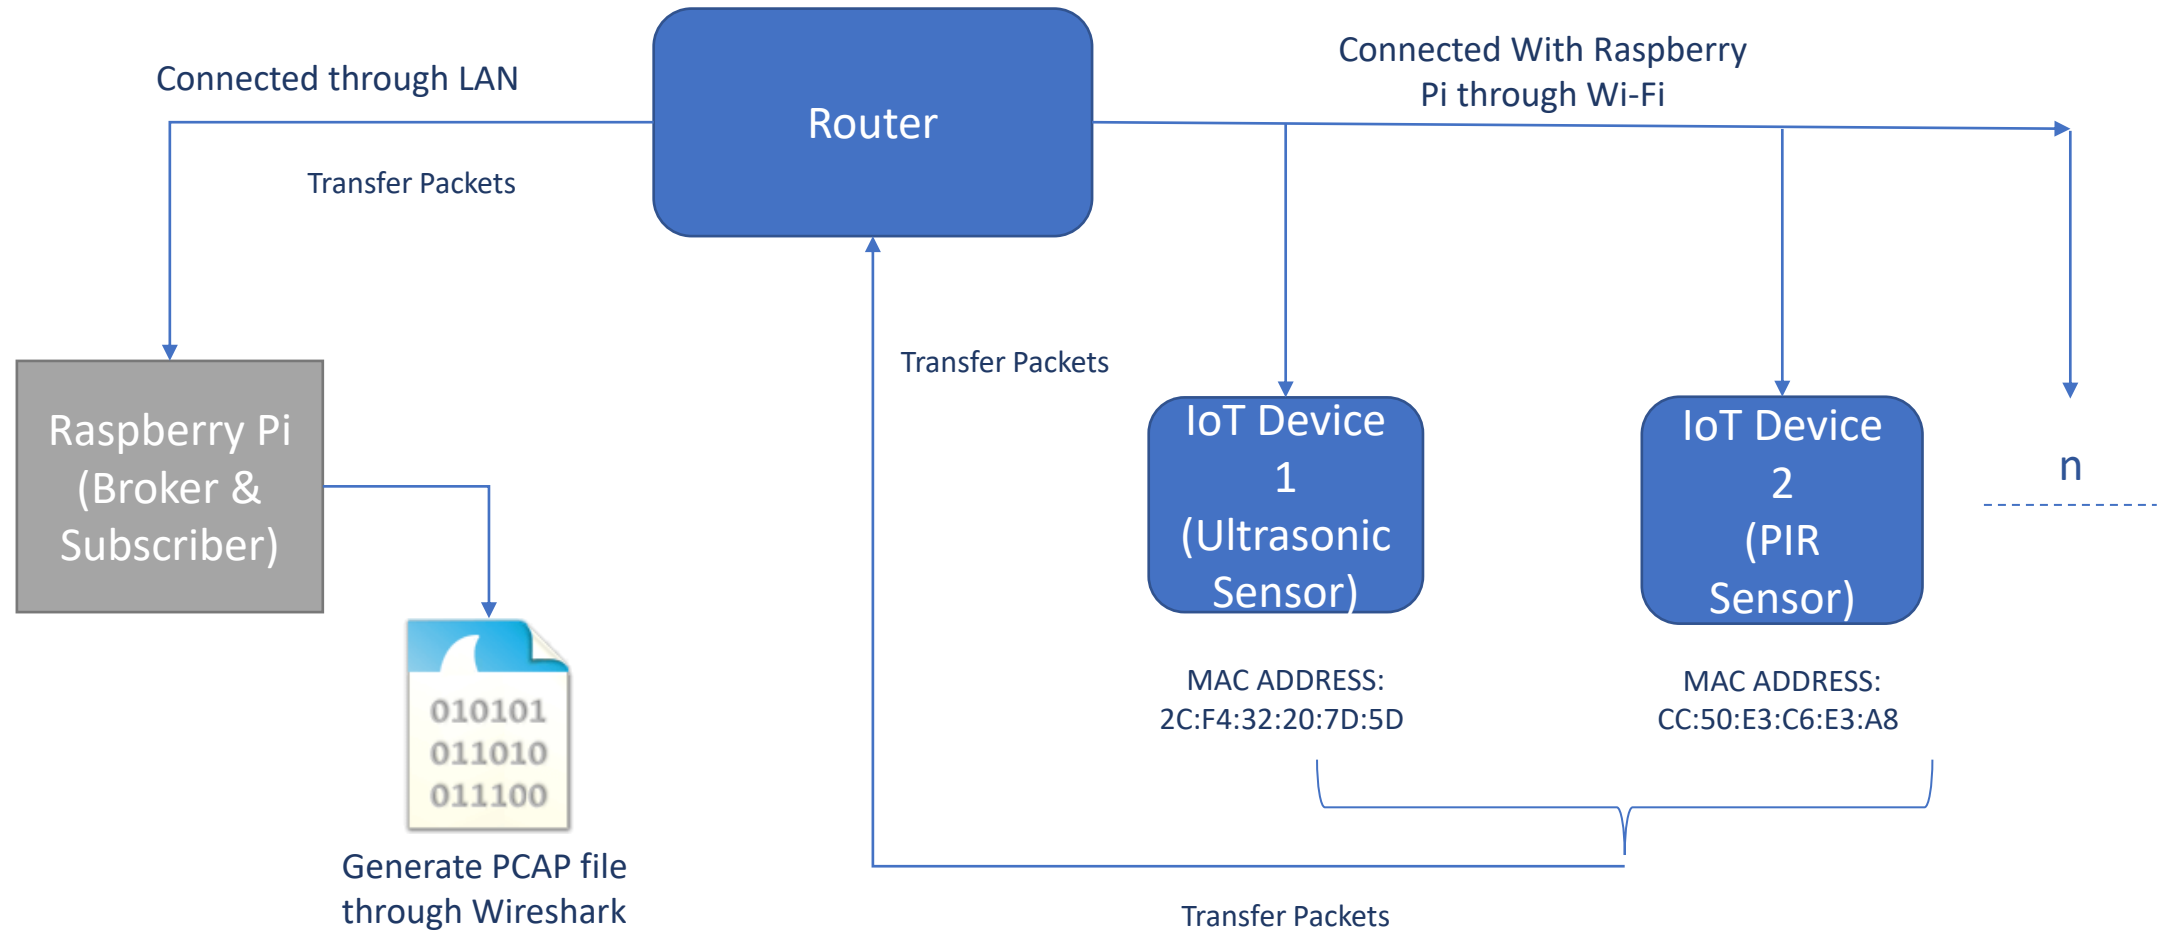 Connected through LAN
Router
Connected With Raspberry
Pi through Wi-Fi
Transfer Packets
Transfer Packets
Raspberry Pi
(Broker &
Subscriber)
IoT Device
1
(Ultrasonic
Sensor)
IoT Device
2
(PIR
Sensor)
n
MAC ADDRESS:
2C:F4:32:20:7D:5D
MAC ADDRESS:
CC:50:E3:C6:E3:A8
010101
011010
011100
Generate PCAP file
through Wireshark
Transfer Packets